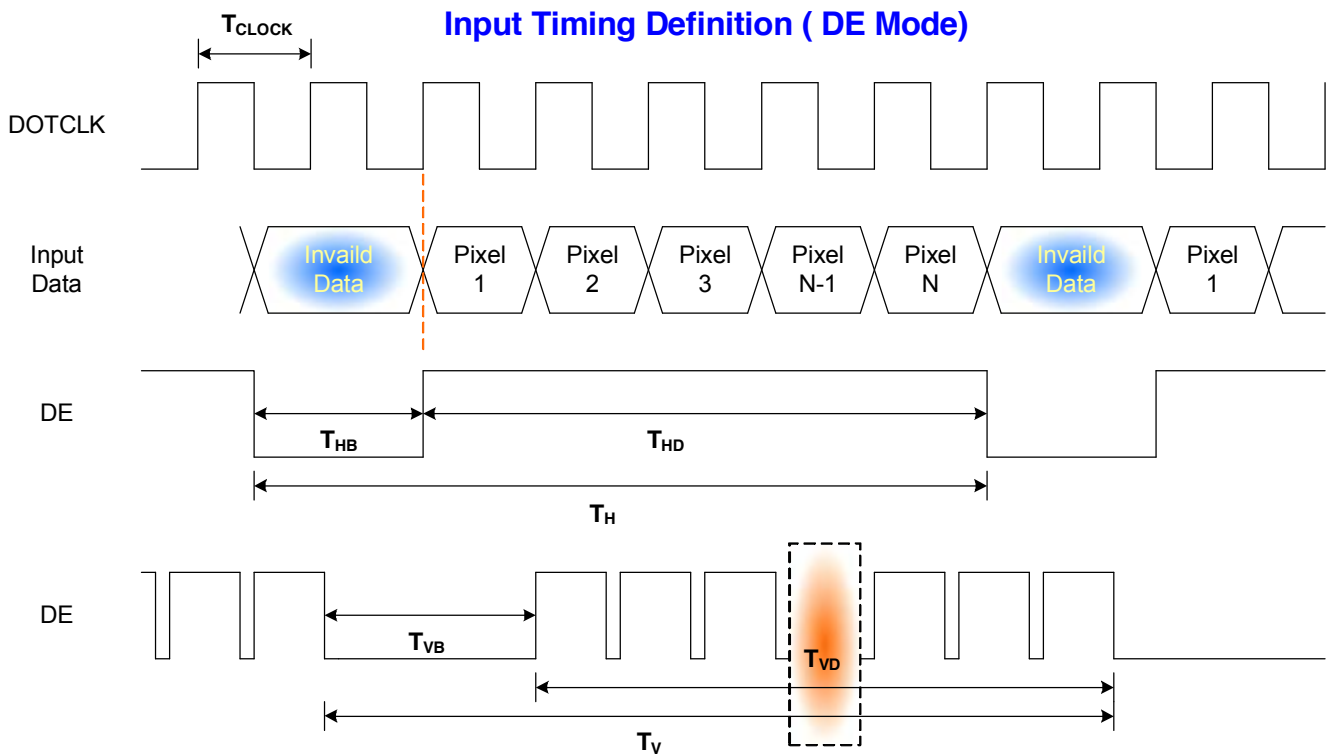 Input Timing Definition ( DE Mode)
TCLOCK
DOTCLK
Input
Data
Invaild
Data
Pixel
1
Pixel
2
Pixel
3
Pixel
N-1
Pixel
N
Invaild
Data
Pixel
1
DE
THB
THD
TH
DE
TVB
TVD
TV